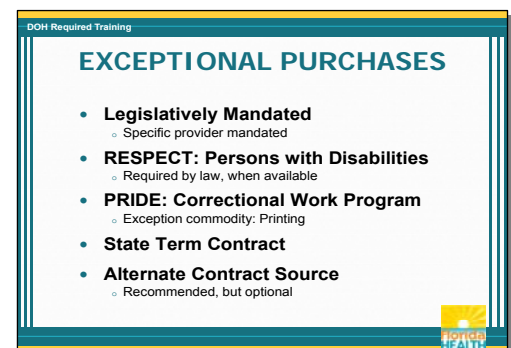 DOH Required Training
EXCEPTIONAL PURCHASES
• Legislatively Mandated
o Specific provider mandated
• RESPECT: Persons with Disabilities
o Required by law, when available
• PRIDE: Correctional Work Program
o Exception commodity: Printing
• State Term Contract
• Alternate Contract Source
o Recommended, but optional
Florida
HEALTH